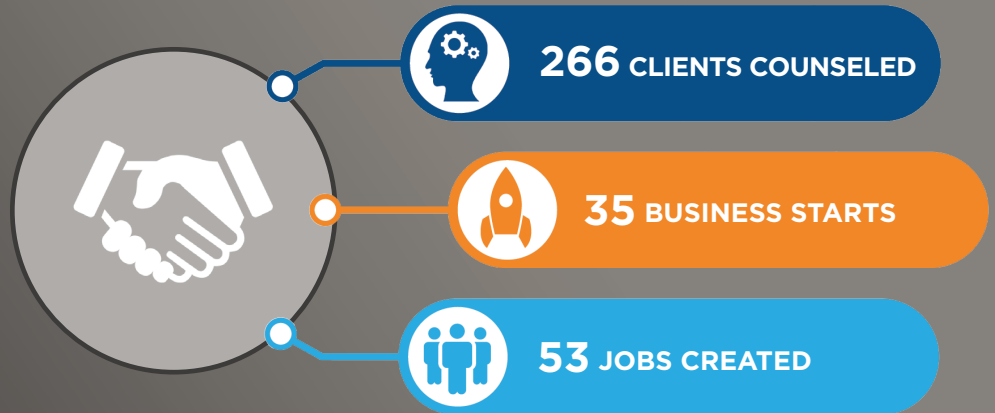 266 CLIENTS COUNSELED
35 BUSINESS STARTS
53 JOBS CREATED